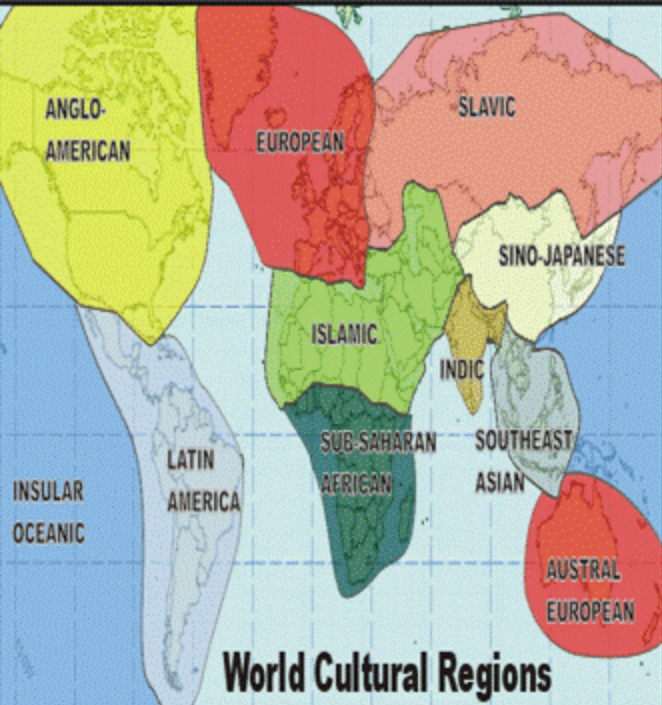 ANGLO-
AMERICAN
EUROPEAN
SLAVIC
SINO-JAPANESE
ISLAMIC
INDIC
SUB-SAHARAN
AFRICAN
SOUTHEAST
ASIAN
LATIN
AMERICA
INSULAR
OCEANIC
AUSTRAL
EUROPEAN
World Cultural Regions